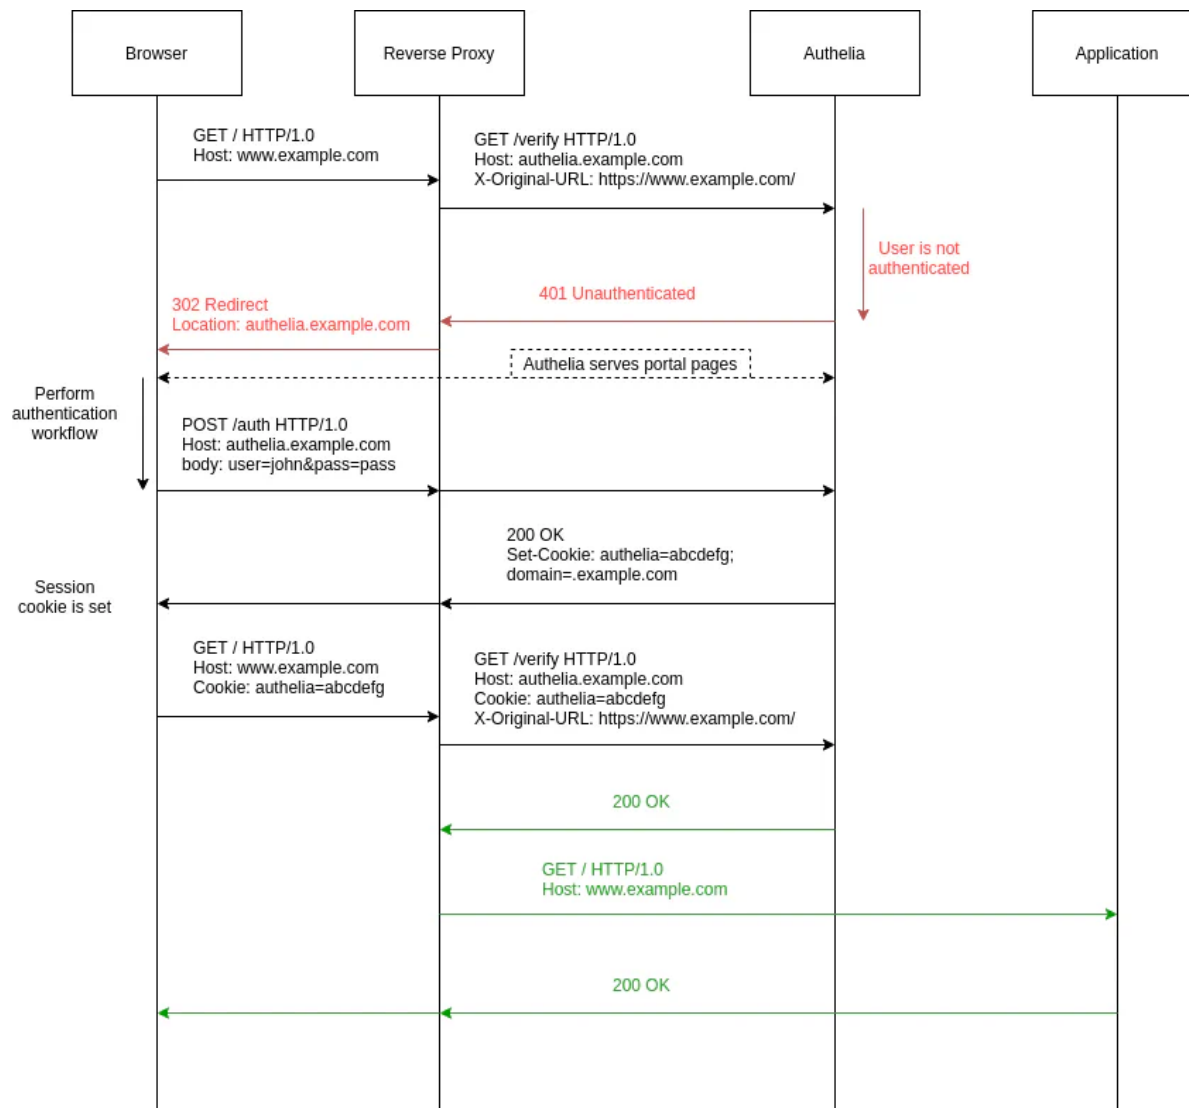 Browser
Reverse Proxy
Authelia
Application
GET / HTTP/1.0
Host: www.example.com
GET /verify HTTP/1.0
Host: authelia.example.com
X-Original-URL: https://www.example.com/
User is not
authenticated
401 Unauthenticated
302 Redirect
Location: authelia.example.com
Authelia serves portal pages
Perform
authentication
workflow
POST /auth HTTP/1.0
Host: authelia.example.com
body: user=john&pass=pass
200 OK
Set-Cookie: authelia=abcdefg;
domain=.example.com
Session
cookie is set
GET / HTTP/1.0
Host: www.example.com
Cookie: authelia=abcdefg
GET /verify HTTP/1.0
Host: authelia.example.com
Cookie: authelia=abcdefg
X-Original-URL: https://www.example.com/
200 OK
GET / HTTP/1.0
Host: www.example.com
200 OK